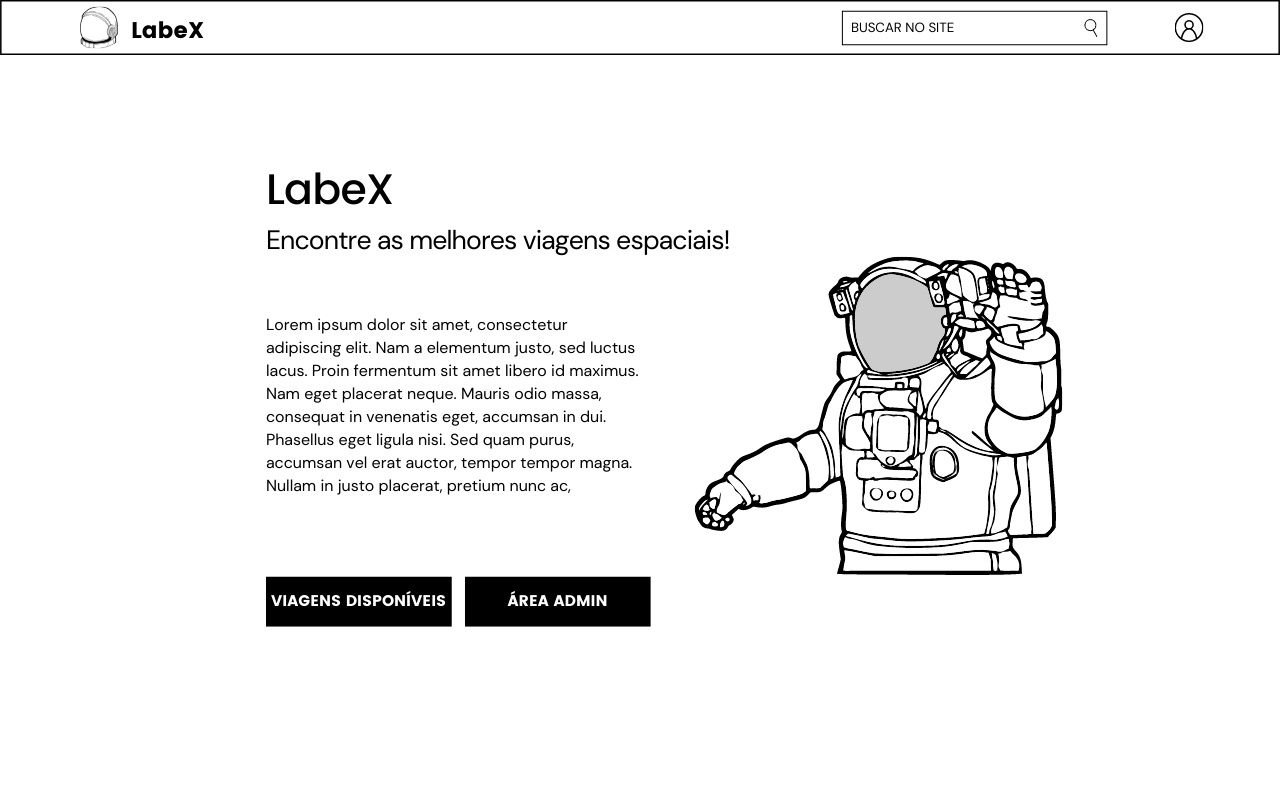 LabeX
BUSCAR NO SITE
LabeX
Encontre as melhores viagens espaciais!
Lorem ipsum dolor sit amet, consectetur
adipiscing elit. Nam a elementum justo, sed luctus
lacus. Proin fermentum sit amet libero id maximus.
Nam eget placerat neque. Mauris odio massa,
consequat in venenatis eget, accumsan in dui.
Phasellus eget ligula nisi. Sed quam purus,
accumsan vel erat auctor, tempor tempor magna.
Nullam in justo placerat, pretium nunc ac,
VIAGENS DISPONÍVEIS
ÁREA ADMIN